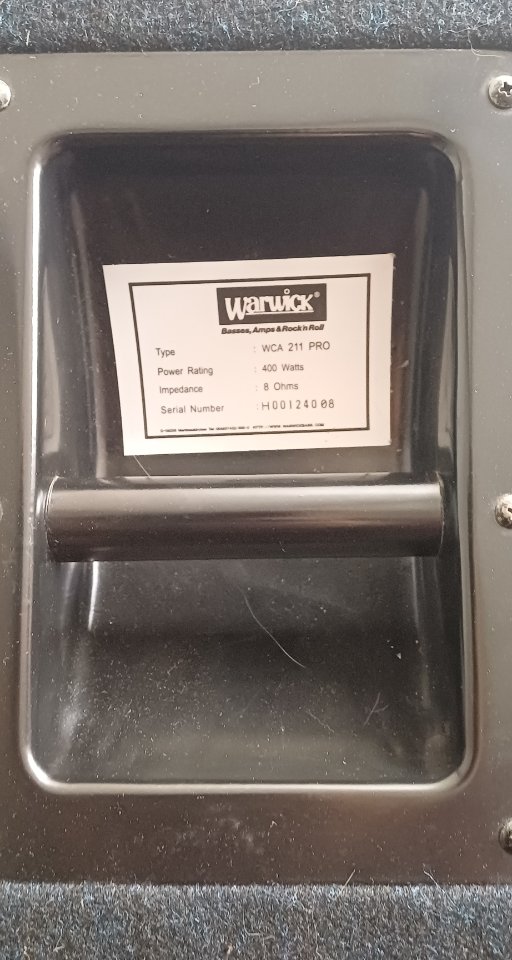 Warwick®
Basses, Amps & Rock'n Roll
Type : WCA 211 PRO
Power Rating : 400 Watts
Impedance : 8 Ohms
Serial Number : H00124008